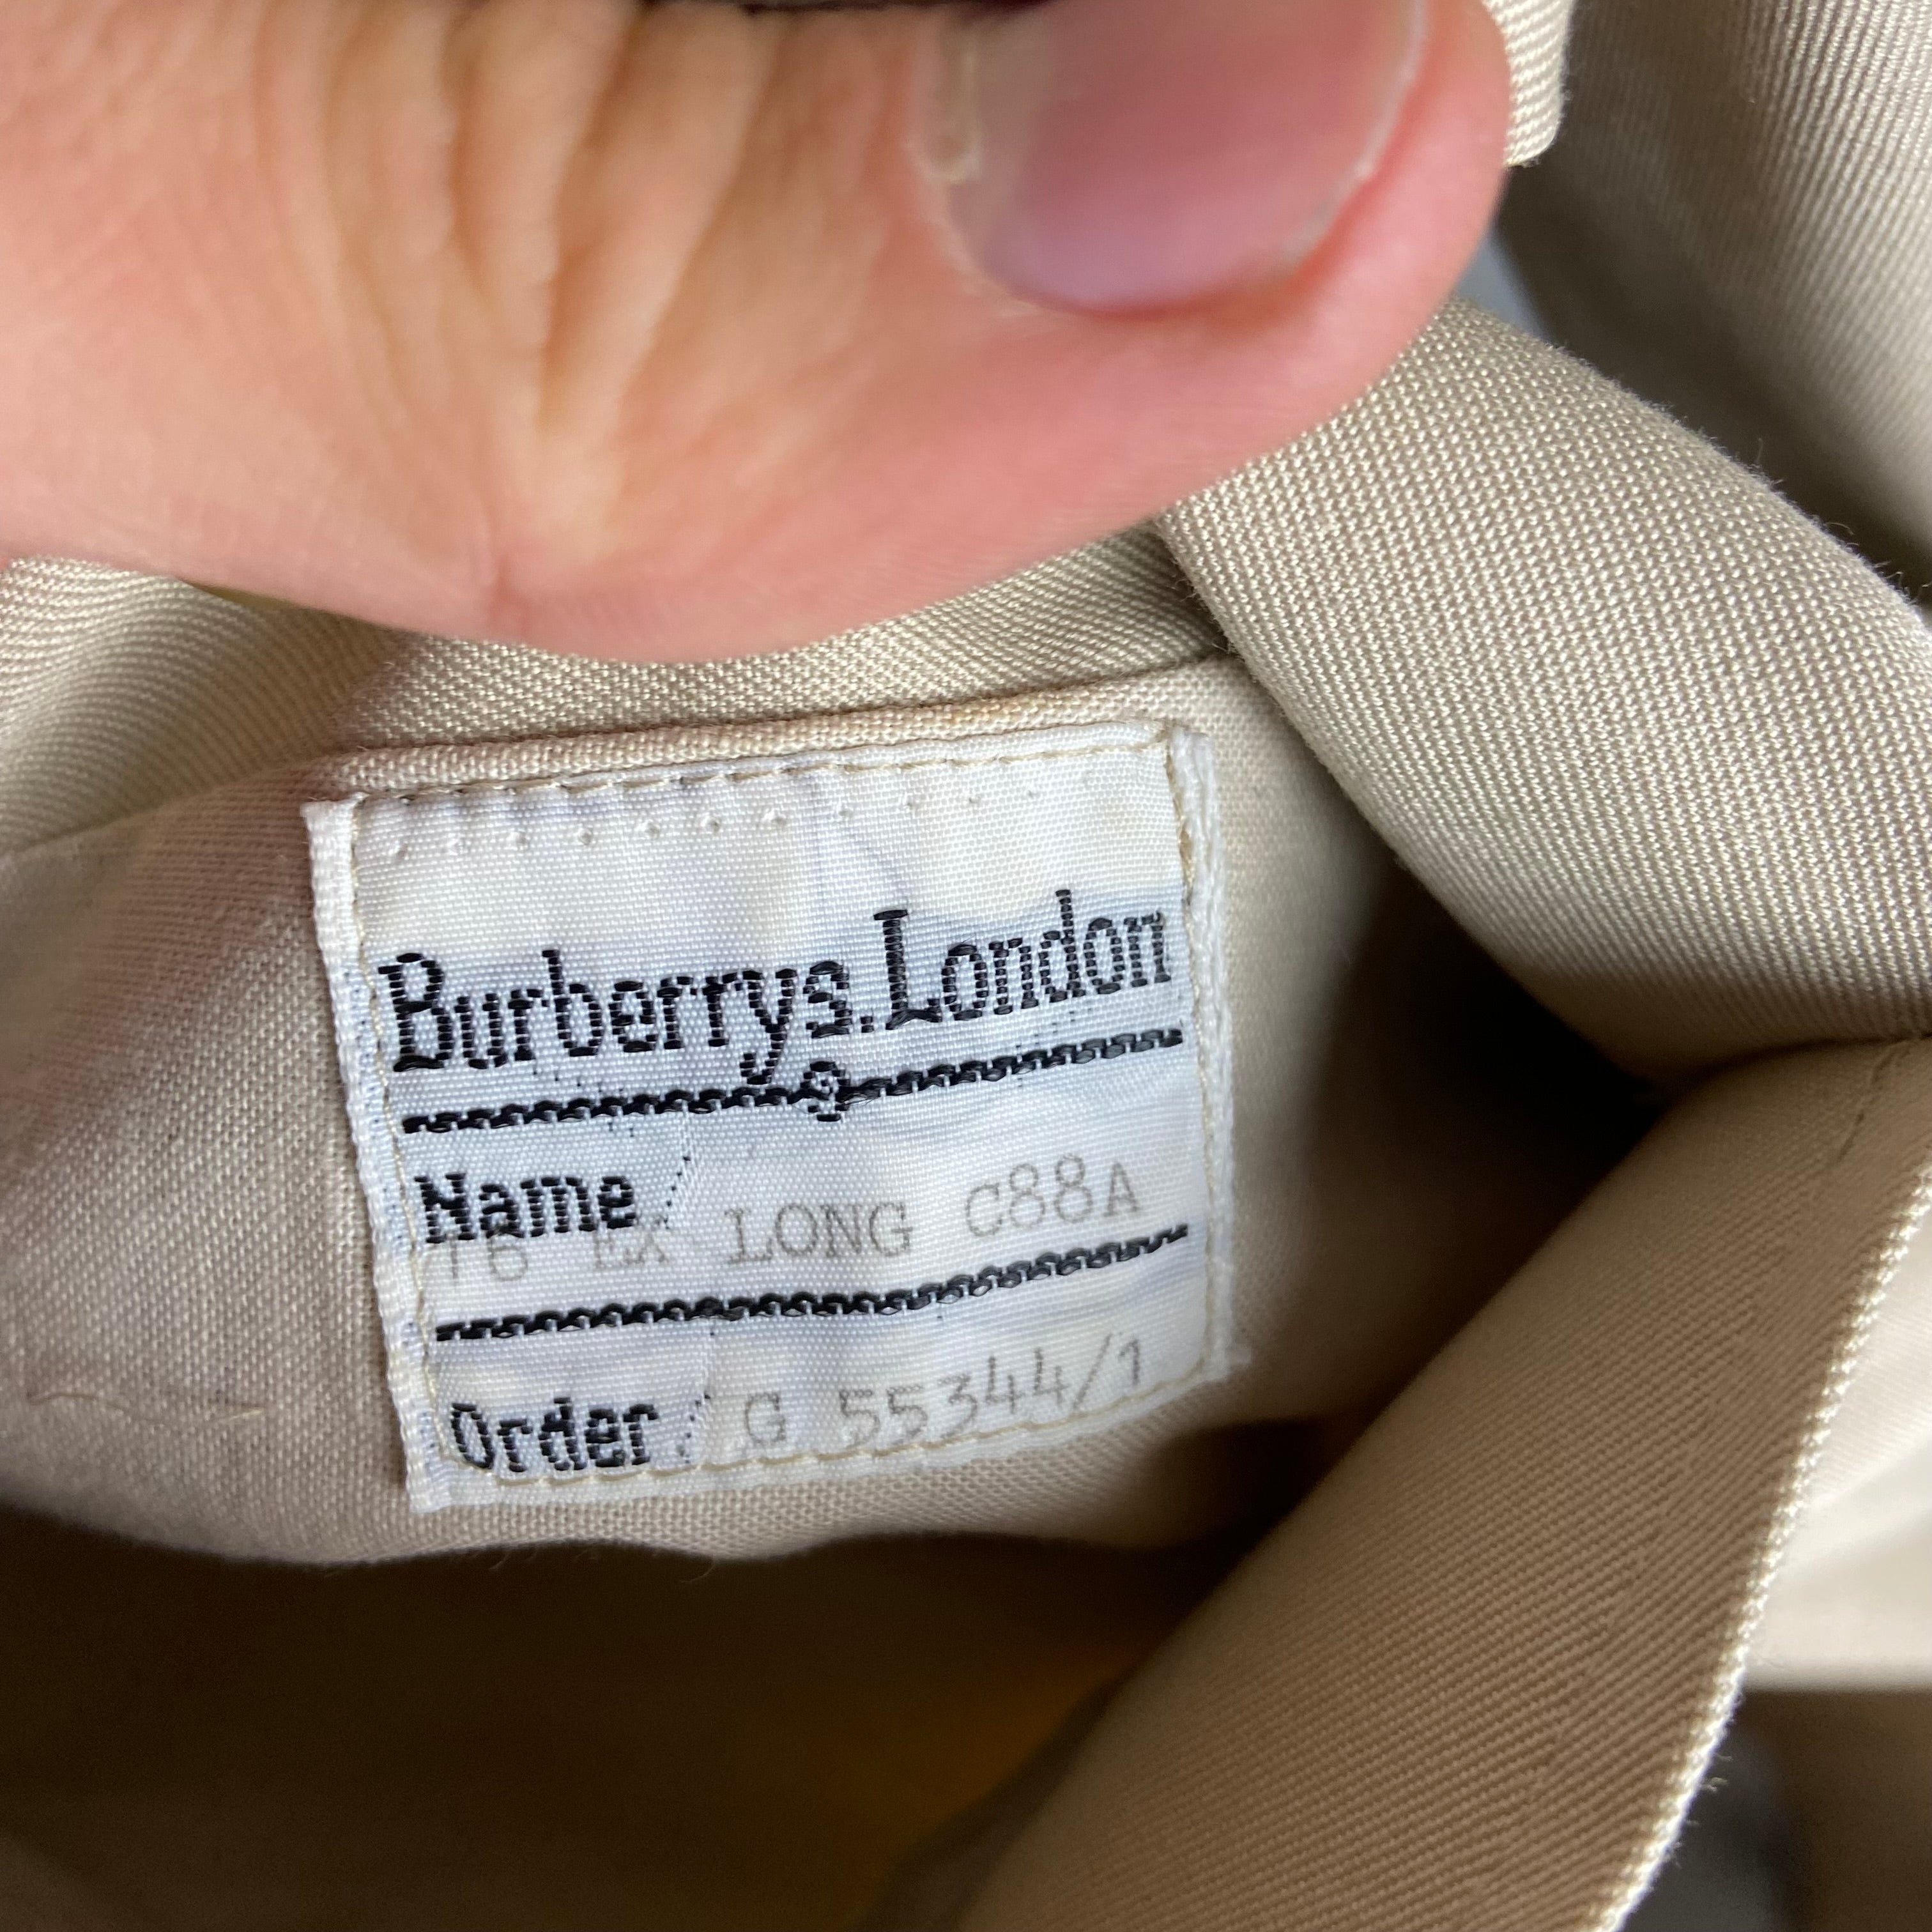 Burberrys.London
Name
16 EX LONG C88A
Order G 55344/1